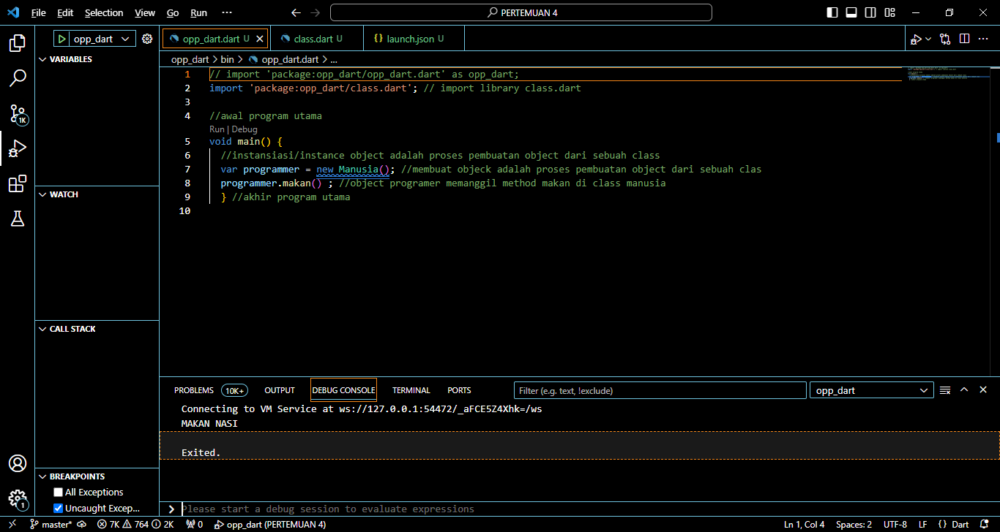 File Edit Selection View Go Run ··· PERTEMUAN 4
opp_dart
opp_dart.dart U
class.dart U
{} launch.json U
opp_dart > bin > opp_dart.dart > ...
VARIABLES
1 // import 'package:opp_dart/opp_dart.dart' as opp_dart;
2 import 'package:opp_dart/class.dart'; // import library class.dart
3
4 //awal program utama
Run | Debug
5 void main() {
6 //instansiasi/instance object adalah proses pembuatan object dari sebuah class
7 var programmer = new Manusia(); //membuat objeck adalah proses pembuatan object dari sebuah clas
8 programmer.makan() ; //object programer memanggil method makan di class manusia
9 } //akhir program utama
10
1K
WATCH
CALL STACK
BREAKPOINTS
All Exceptions
Uncaught Excep...
1
PROBLEMS 10K+ OUTPUT DEBUG CONSOLE TERMINAL PORTS
Filter (e.g. text, !exclude)
opp_dart
Connecting to VM Service at ws://127.0.0.1:54472/_aFCE5Z4Xhk=/ws
MAKAN NASI
Exited.
Please start a debug session to evaluate expressions
master* 7K 764 2K 0 opp_dart (PERTEMUAN 4) Ln 1, Col 4 Spaces: 2 UTF-8 LF {} Dart